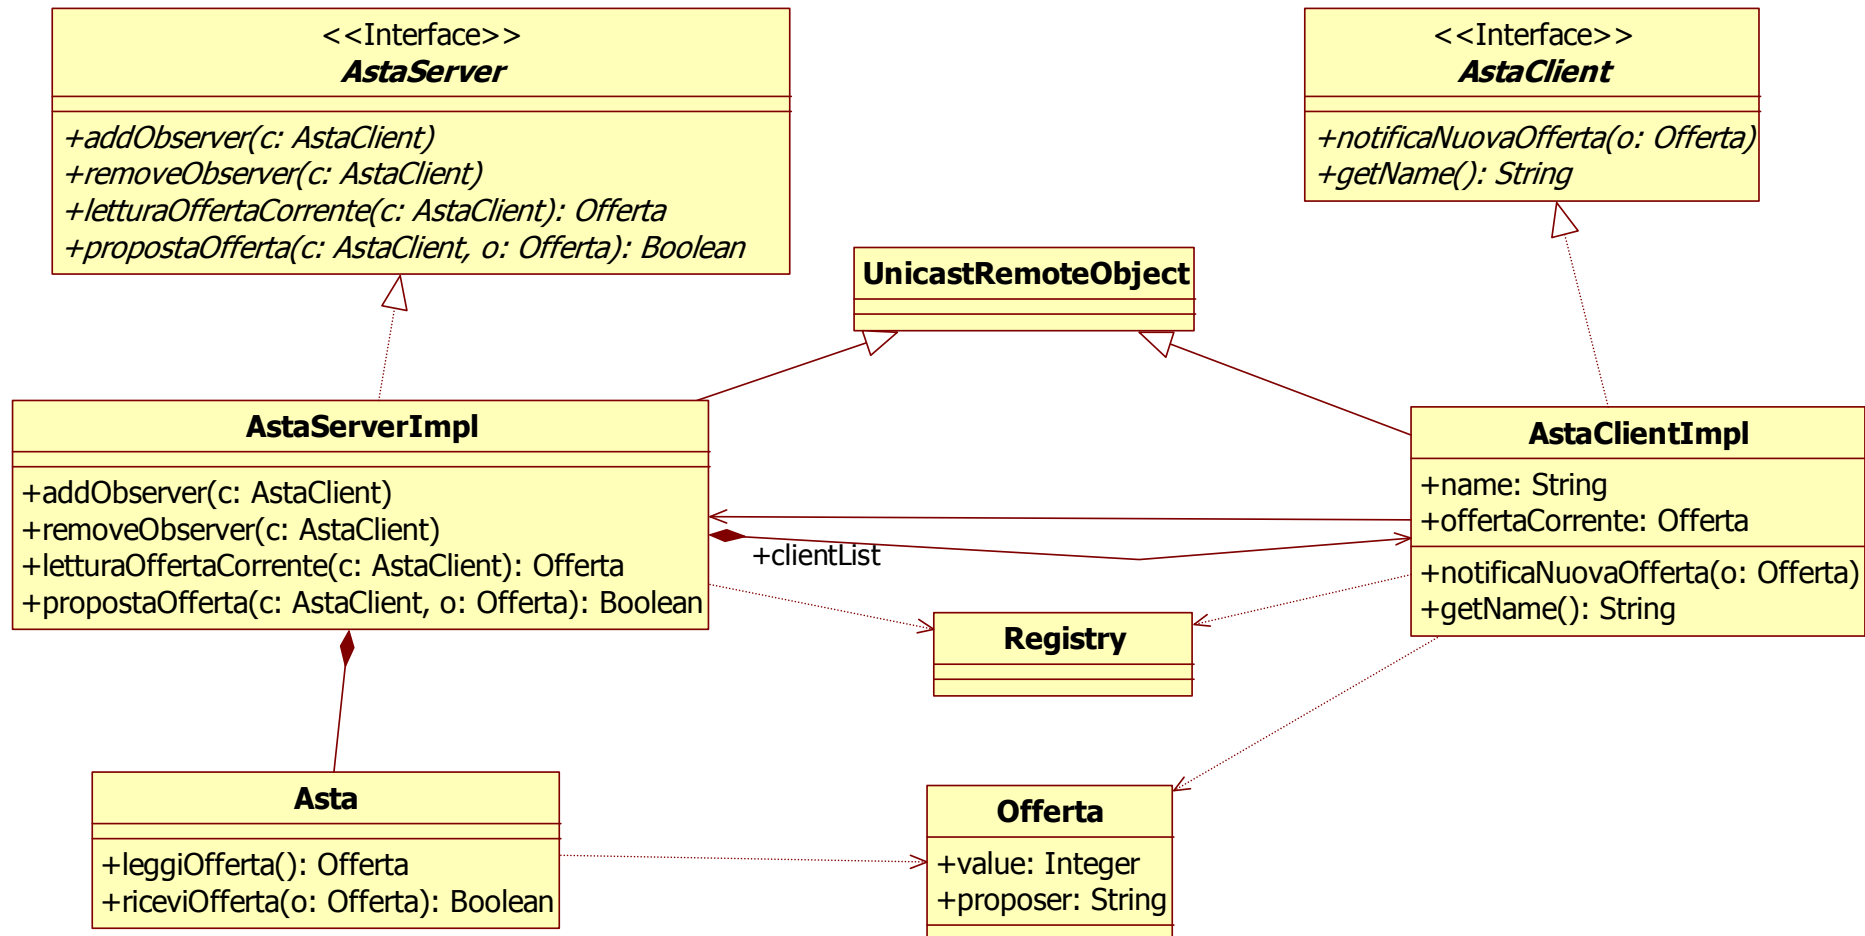 <<Interface>>
AstaServer
+addObserver(c: AstaClient)
+removeObserver(c: AstaClient)
+letturaOffertaCorrente(c: AstaClient): Offerta
+propostaOfferta(c: AstaClient, o: Offerta): Boolean
<<Interface>>
AstaClient
+notificaNuovaOfferta(o: Offerta)
+getName(): String
UnicastRemoteObject
AstaServerImpl
+addObserver(c: AstaClient)
+removeObserver(c: AstaClient)
+letturaOffertaCorrente(c: AstaClient): Offerta
+propostaOfferta(c: AstaClient, o: Offerta): Boolean
+clientList
AstaClientImpl
+name: String
+offertaCorrente: Offerta
+notificaNuovaOfferta(o: Offerta)
+getName(): String
Registry
Asta
+leggiOfferta(): Offerta
+riceviOfferta(o: Offerta): Boolean
Offerta
+value: Integer
+proposer: String